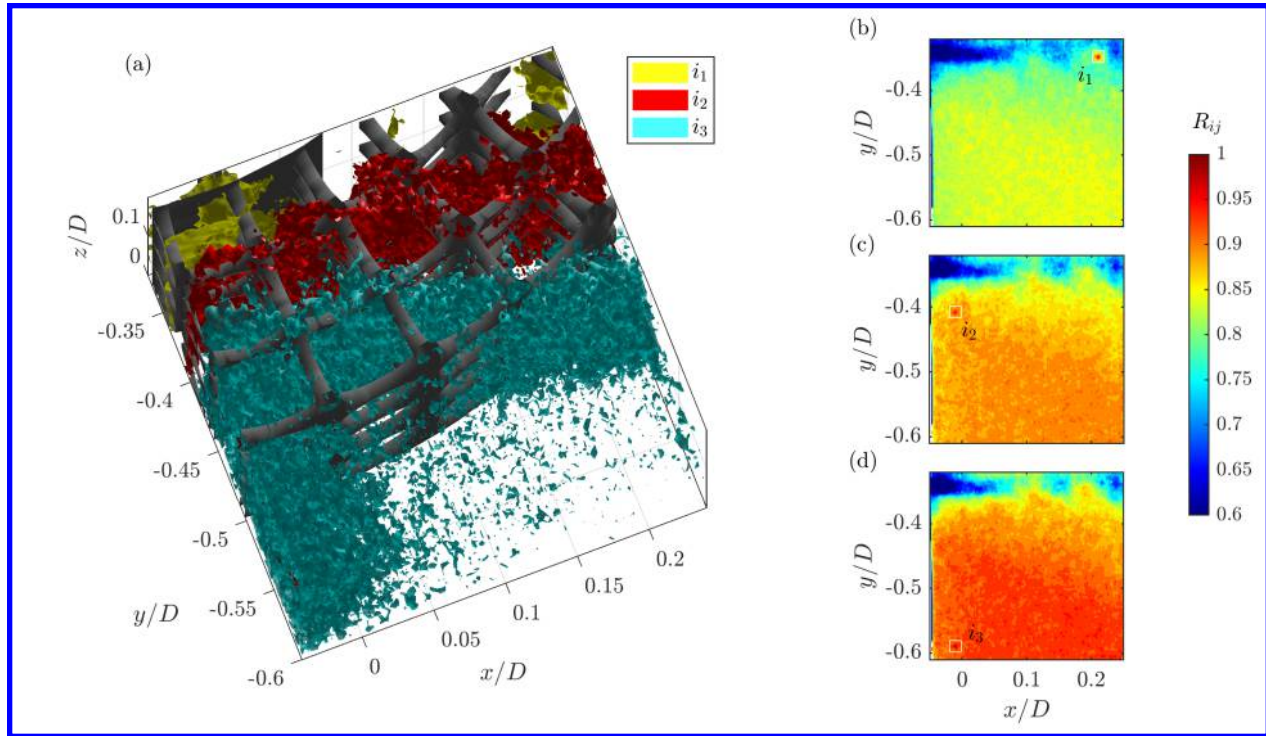 (a)
i₁
i₂
i₃
z/D
0.1
0
-0.35
-0.4
-0.45
-0.5
-0.55
-0.6
y/D
0
0.05
0.1
0.15
0.2
x/D
(b)
y/D
-0.4
-0.5
-0.6
i₁
(c)
y/D
-0.4
-0.5
-0.6
i₂
(d)
y/D
-0.4
-0.5
-0.6
i₃
0 0.1 0.2
x/D
R_{ij}
1
0.95
0.9
0.85
0.8
0.75
0.7
0.65
0.6